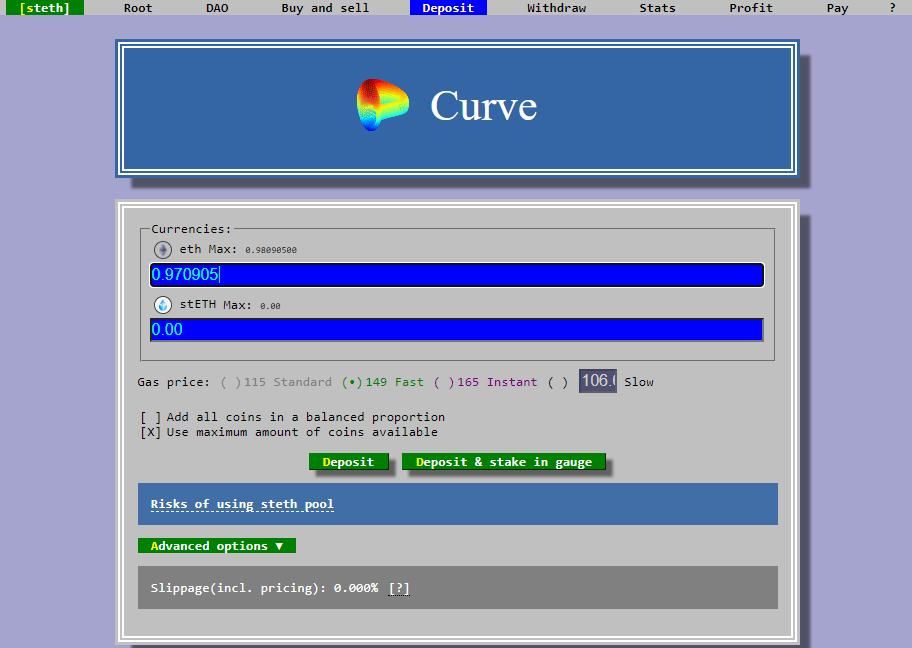 [steth] Root DAO Buy and sell Deposit Withdraw Stats Profit Pay ?
Curve
Currencies:
eth Max: 0.98090500
0.970905
stETH Max: 0.00
0.00
Gas price: ( )115 Standard (•)149 Fast ( )165 Instant ( ) 106. Slow
[ ] Add all coins in a balanced proportion
[X] Use maximum amount of coins available
Deposit Deposit & stake in gauge
Risks of using steth pool
Advanced options ▼
Slippage(incl. pricing): 0.000% [?]